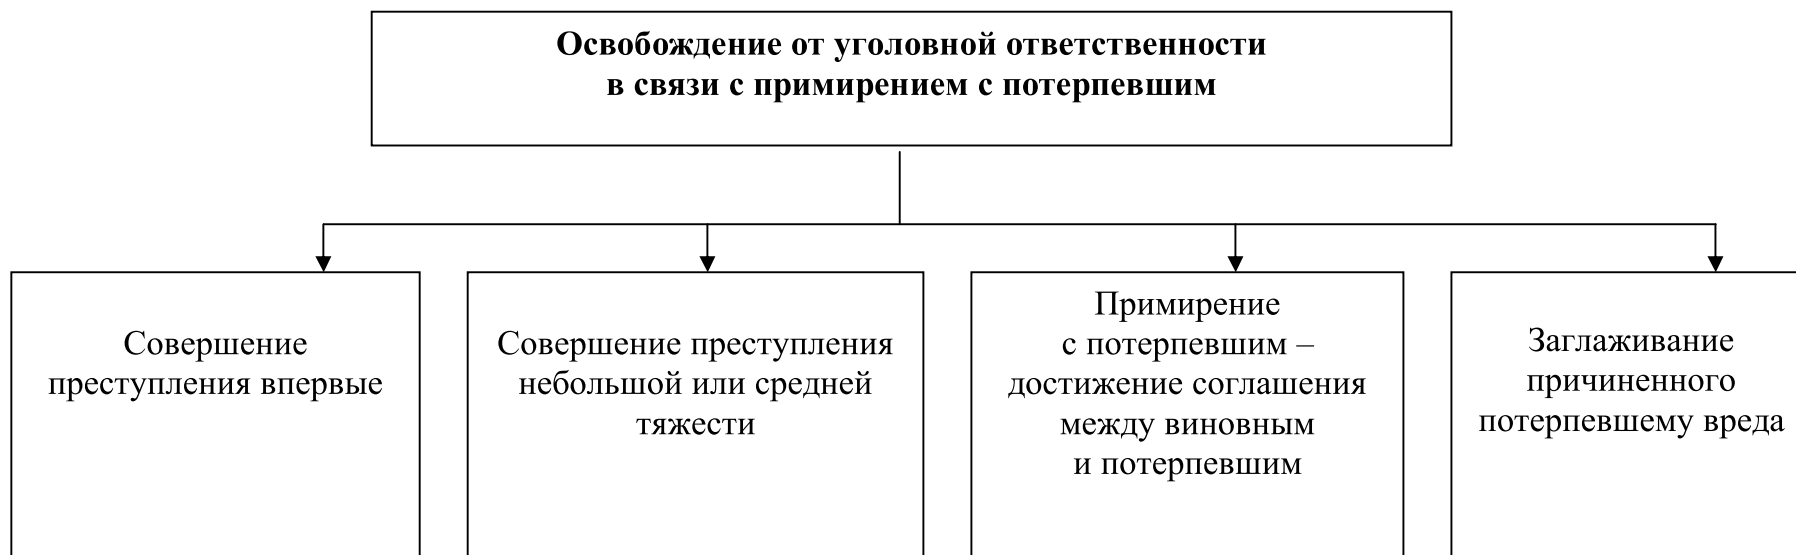 Освобождение от уголовной ответственности
в связи с примирением с потерпевшим
Совершение
преступления впервые
Совершение преступления
небольшой или средней
тяжести
Примирение
с потерпевшим –
достижение соглашения
между виновным
и потерпевшим
Заглаживание
причиненного
потерпевшему вреда